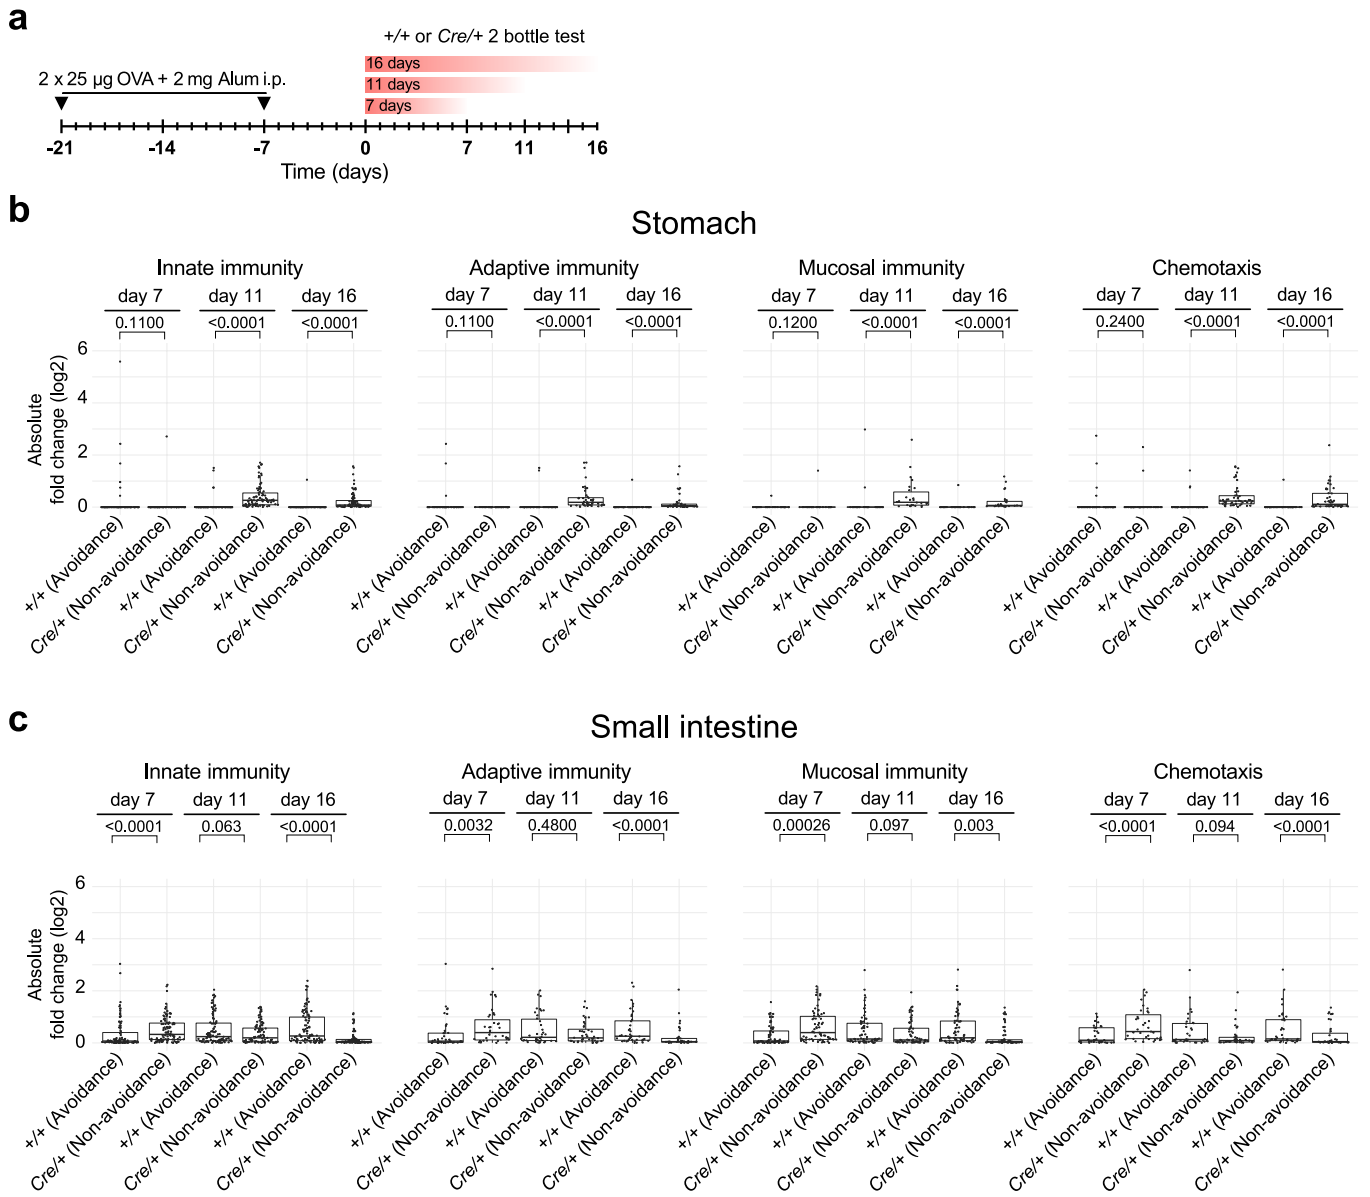 a
+/+ or Cre/+ 2 bottle test
16 days
2 x 25 µg OVA + 2 mg Alum i.p.
11 days
7 days
-21 -14 -7 0 7 11 16
Time (days)
b
Stomach
Innate immunity Adaptive immunity Mucosal immunity Chemotaxis
day 7 day 11 day 16 day 7 day 11 day 16 day 7 day 11 day 16 day 7 day 11 day 16
0.1100 <0.0001 <0.0001 0.1100 <0.0001 <0.0001 0.1200 <0.0001 <0.0001 0.2400 <0.0001 <0.0001
Absolute
fold change (log2)
6
4
2
0
+/+ (Avoidance) Cre/+ (Non-avoidance) +/+ (Avoidance) Cre/+ (Non-avoidance) +/+ (Avoidance) Cre/+ (Non-avoidance)
+/+ (Avoidance) Cre/+ (Non-avoidance) +/+ (Avoidance) Cre/+ (Non-avoidance) +/+ (Avoidance) Cre/+ (Non-avoidance)
+/+ (Avoidance) Cre/+ (Non-avoidance) +/+ (Avoidance) Cre/+ (Non-avoidance) +/+ (Avoidance) Cre/+ (Non-avoidance)
+/+ (Avoidance) Cre/+ (Non-avoidance) +/+ (Avoidance) Cre/+ (Non-avoidance) +/+ (Avoidance) Cre/+ (Non-avoidance)
c
Small intestine
Innate immunity Adaptive immunity Mucosal immunity Chemotaxis
day 7 day 11 day 16 day 7 day 11 day 16 day 7 day 11 day 16 day 7 day 11 day 16
<0.0001 0.063 <0.0001 0.0032 0.4800 <0.0001 0.00026 0.097 0.003 <0.0001 0.094 <0.0001
Absolute
fold change (log2)
6
4
2
0
+/+ (Avoidance) Cre/+ (Non-avoidance) +/+ (Avoidance) Cre/+ (Non-avoidance) +/+ (Avoidance) Cre/+ (Non-avoidance)
+/+ (Avoidance) Cre/+ (Non-avoidance) +/+ (Avoidance) Cre/+ (Non-avoidance) +/+ (Avoidance) Cre/+ (Non-avoidance)
+/+ (Avoidance) Cre/+ (Non-avoidance) +/+ (Avoidance) Cre/+ (Non-avoidance) +/+ (Avoidance) Cre/+ (Non-avoidance)
+/+ (Avoidance) Cre/+ (Non-avoidance) +/+ (Avoidance) Cre/+ (Non-avoidance) +/+ (Avoidance) Cre/+ (Non-avoidance)